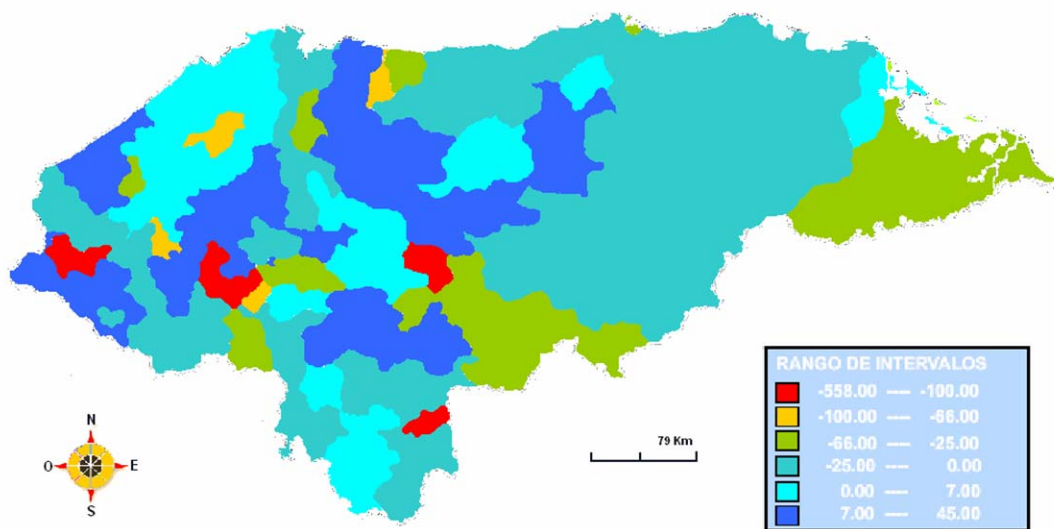 79 Km
N
O
E
S
RANGO DE INTERVALOS
-558.00 ---- -100.00
-100.00 ---- -66.00
-66.00 ---- -25.00
-25.00 ---- 0.00
0.00 ---- 7.00
7.00 ---- 45.00